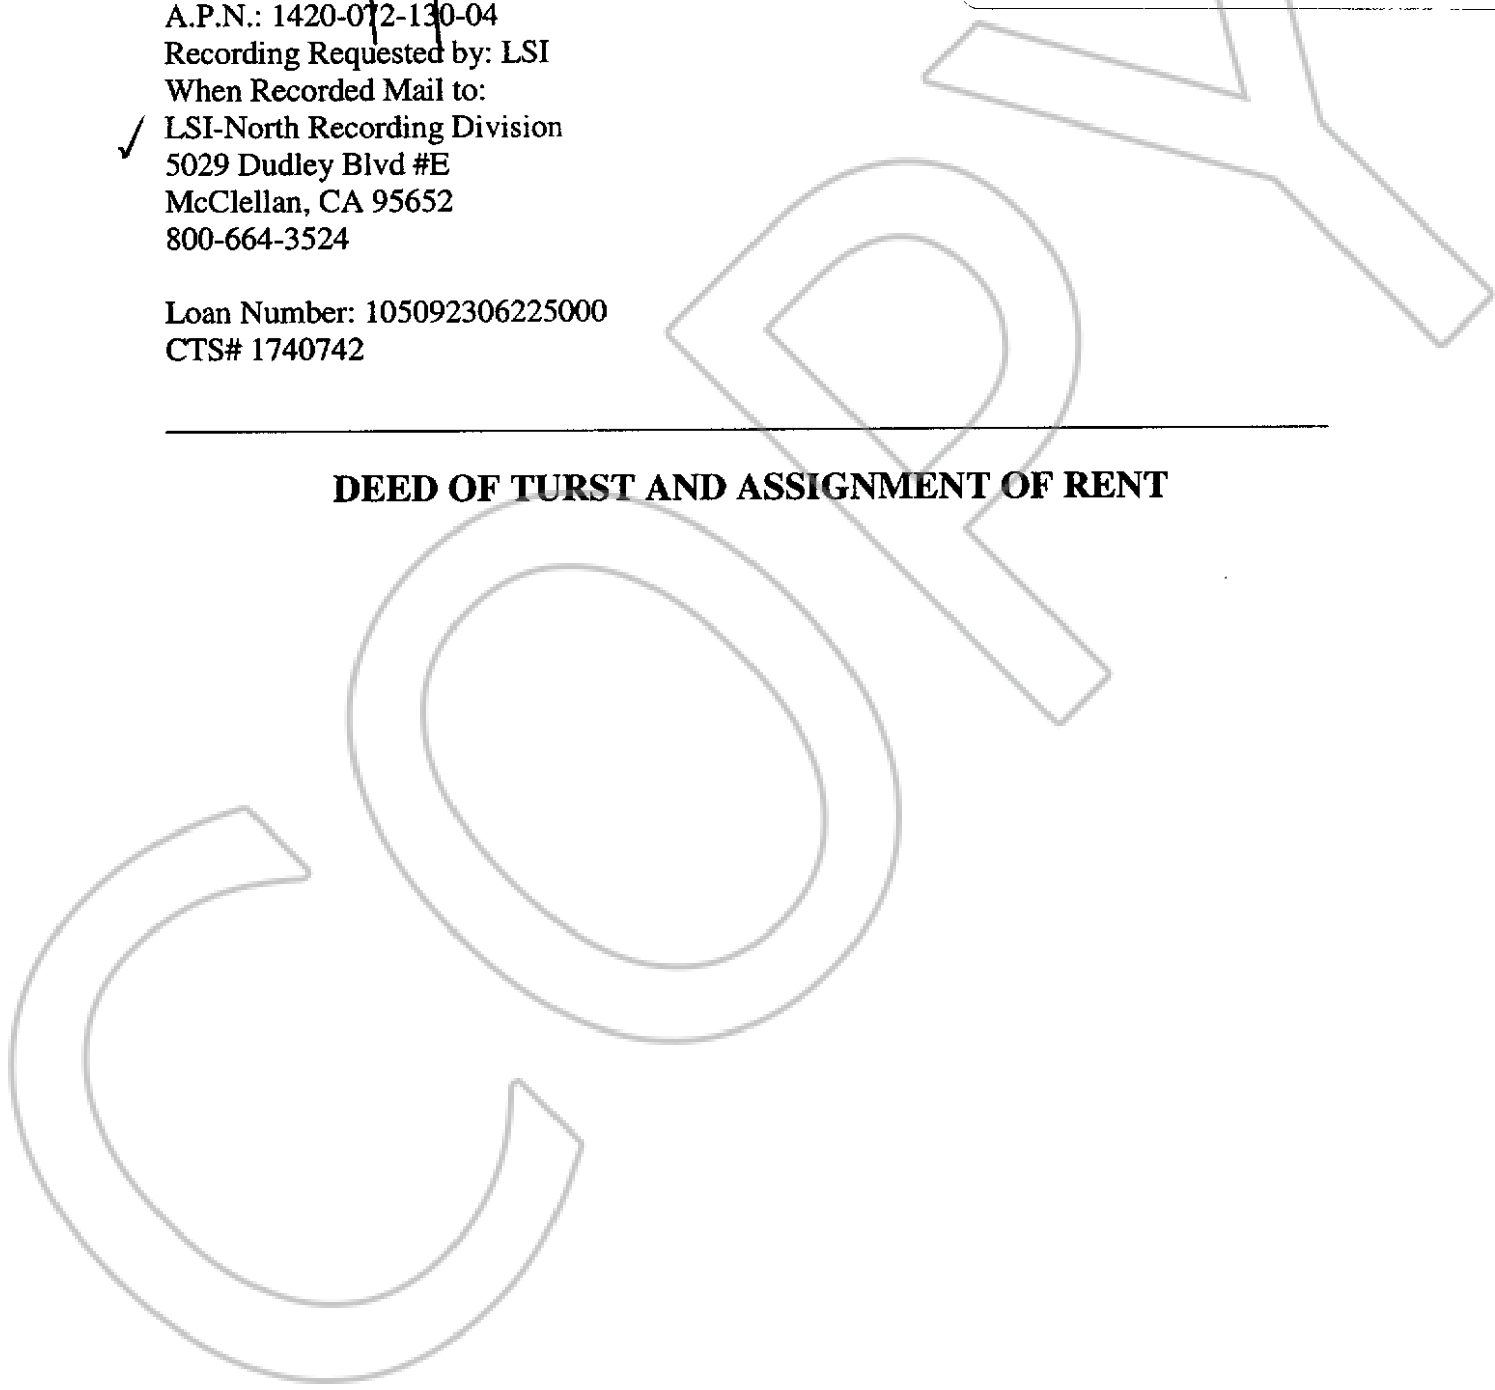 A.P.N.: 1420-072-130-04
Recording Requested by: LSI
When Recorded Mail to:
LSI-North Recording Division
5029 Dudley Blvd #E
McClellan, CA 95652
800-664-3524
Loan Number: 105092306225000
CTS# 1740742
DEED OF TURST AND ASSIGNMENT OF RENT
COPY